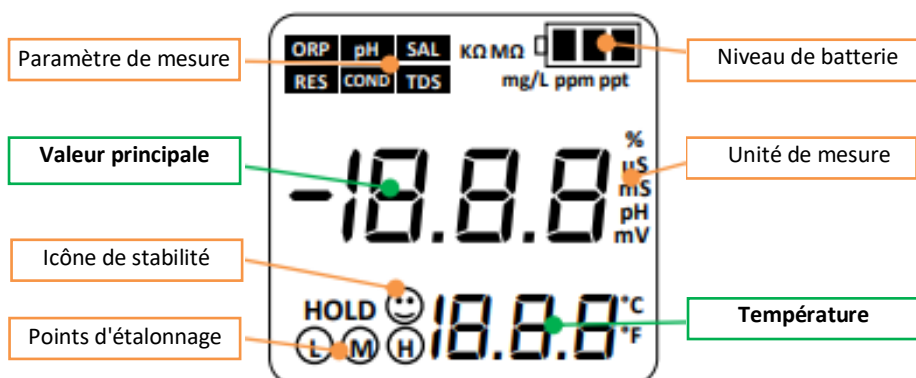 ORP pH SAL KΩ MΩ
RES COND TDS mg/L ppm ppt
Paramètre de mesure
Niveau de batterie
Valeur principale
-18.8.8
%
µS
mS
pH
mV
Unité de mesure
Icône de stabilité
HOLD
L M H
18.8.8
°C
°F
Points d'étalonnage
Température